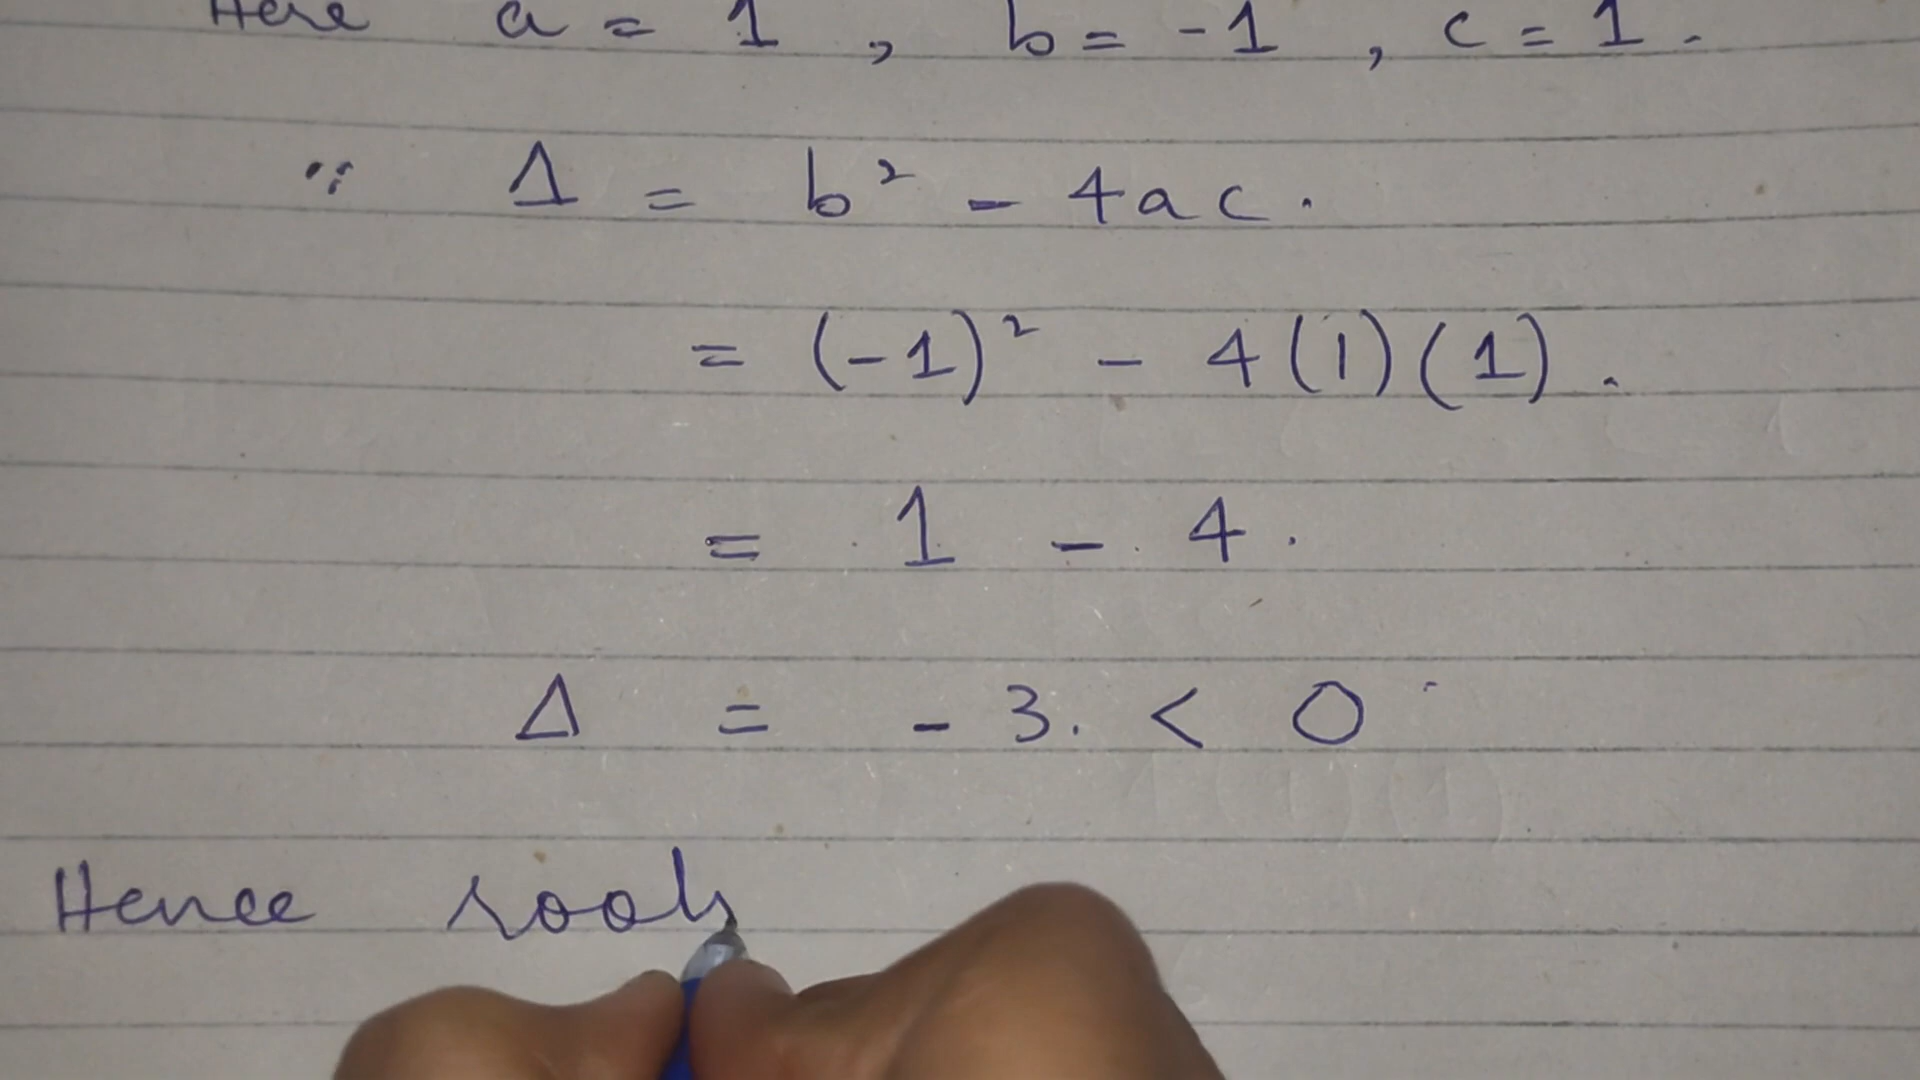 Here a = 1 , b = -1 , c = 1 .
∵ Δ = b² - 4ac .
= (-1)² - 4(1)(1) .
= 1 - 4 .
Δ = -3 . < 0
Hence roots